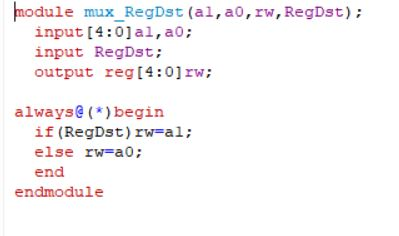 module mux_RegDst(a1,a0,rw,RegDst);
input[4:0]a1,a0;
input RegDst;
output reg[4:0]rw;
always@(*)begin
if(RegDst)rw=a1;
else rw=a0;
end
endmodule